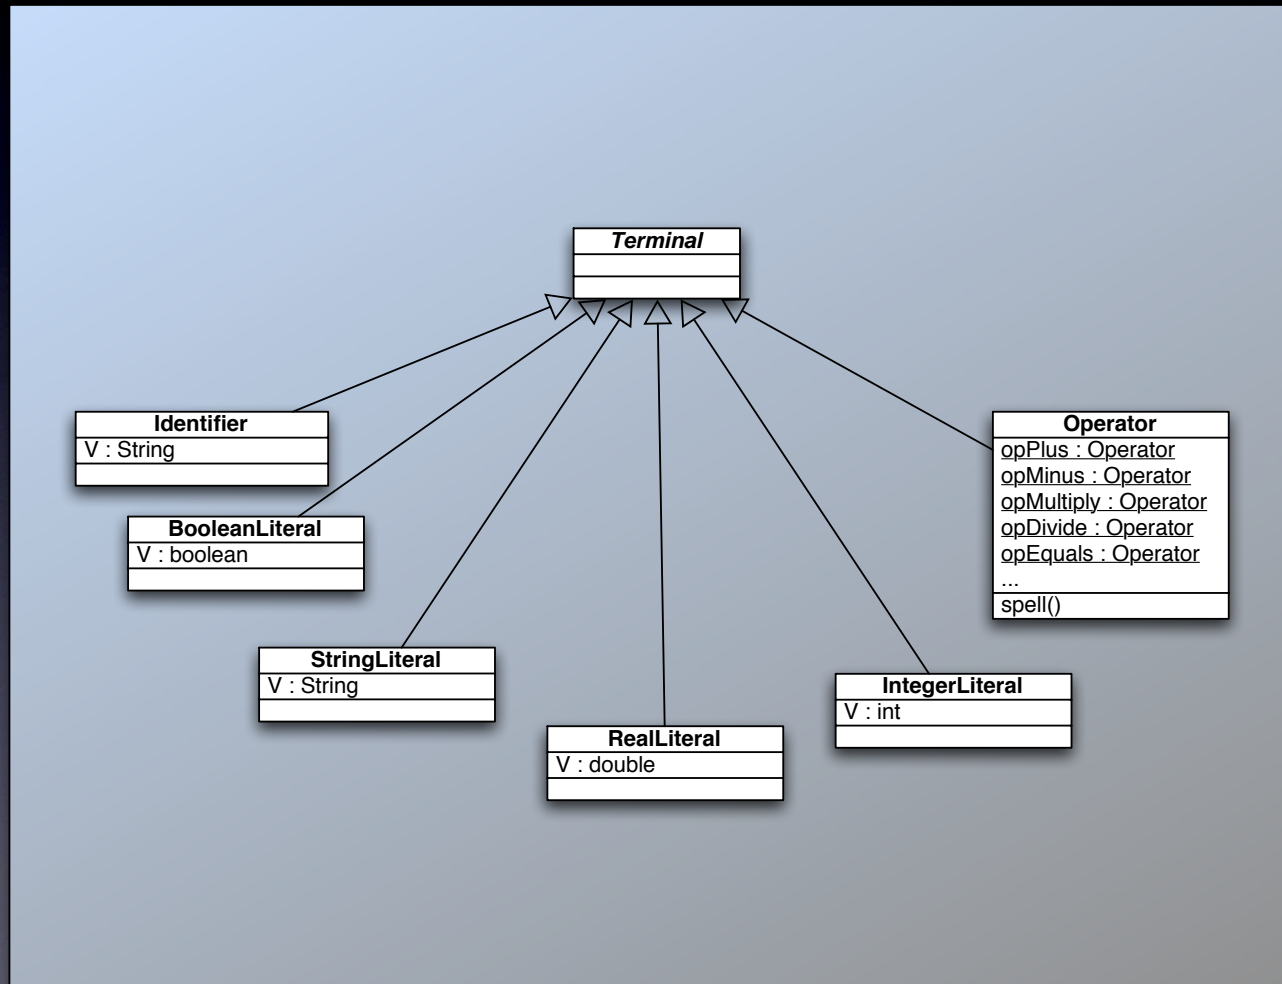 Terminal
Identifier
V : String
BooleanLiteral
V : boolean
StringLiteral
V : String
RealLiteral
V : double
IntegerLiteral
V : int
Operator
opPlus : Operator
opMinus : Operator
opMultiply : Operator
opDivide : Operator
opEquals : Operator
...
spell()